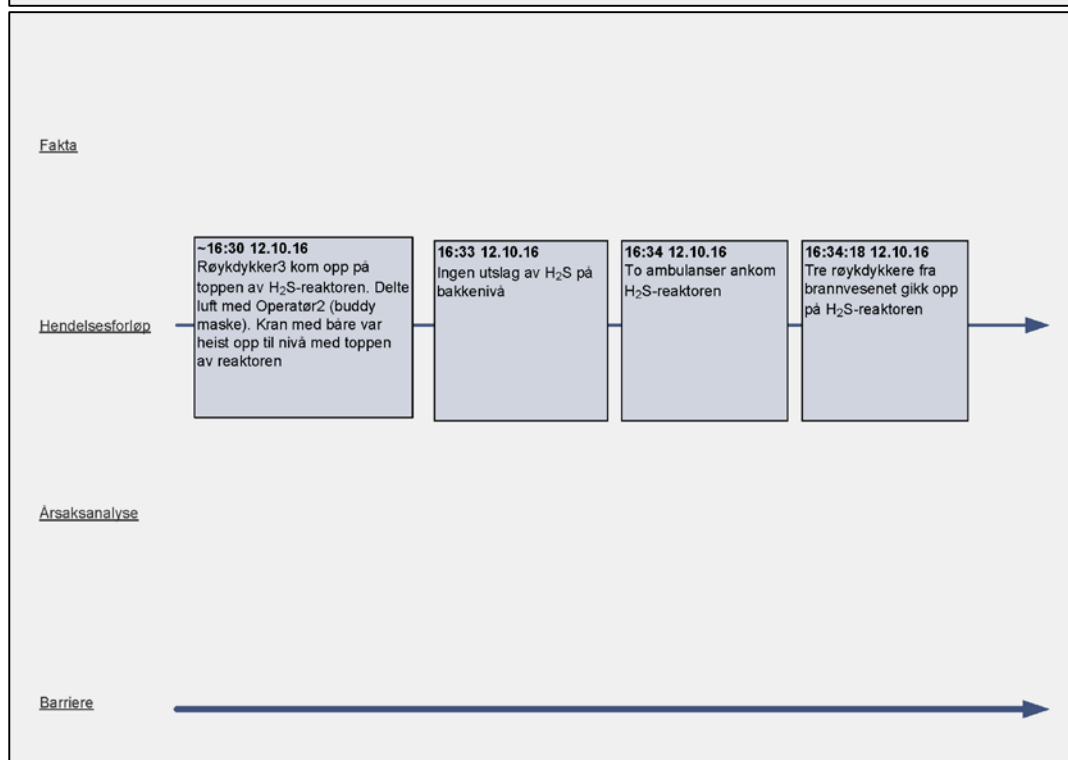 Fakta
Hendelsesforløp
~16:30 12.10.16
Røykdykker3 kom opp på
toppen av H₂S-reaktoren. Delte
luft med Operatør2 (buddy
maske). Kran med båre var
heist opp til nivå med toppen
av reaktoren
16:33 12.10.16
Ingen utslag av H₂S på
bakkenivå
16:34 12.10.16
To ambulanser ankom
H₂S-reaktoren
16:34:18 12.10.16
Tre røykdykkere fra
brannvesenet gikk opp
på H₂S-reaktoren
Årsaksanalyse
Barriere